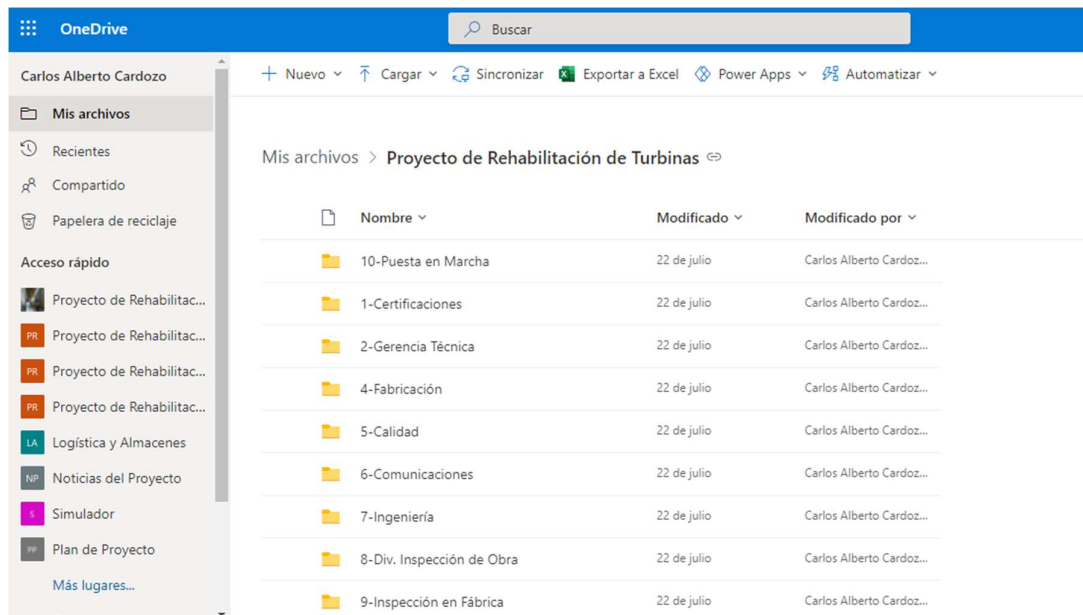 OneDrive
Buscar
Carlos Alberto Cardozo
Nuevo Cargar Sincronizar Exportar a Excel Power Apps Automatizar
Mis archivos
Recientes
Compartido
Papelera de reciclaje
Acceso rápido
Proyecto de Rehabilitac...
PR Proyecto de Rehabilitac...
PR Proyecto de Rehabilitac...
PR Proyecto de Rehabilitac...
LA Logística y Almacenes
NP Noticias del Proyecto
S Simulador
PP Plan de Proyecto
Más lugares...
Mis archivos > Proyecto de Rehabilitación de Turbinas
Nombre Modificado Modificado por
10-Puesta en Marcha 22 de julio Carlos Alberto Cardoz...
1-Certificaciones 22 de julio Carlos Alberto Cardoz...
2-Gerencia Técnica 22 de julio Carlos Alberto Cardoz...
4-Fabricación 22 de julio Carlos Alberto Cardoz...
5-Calidad 22 de julio Carlos Alberto Cardoz...
6-Comunicaciones 22 de julio Carlos Alberto Cardoz...
7-Ingeniería 22 de julio Carlos Alberto Cardoz...
8-Div. Inspección de Obra 22 de julio Carlos Alberto Cardoz...
9-Inspección en Fábrica 22 de julio Carlos Alberto Cardoz...